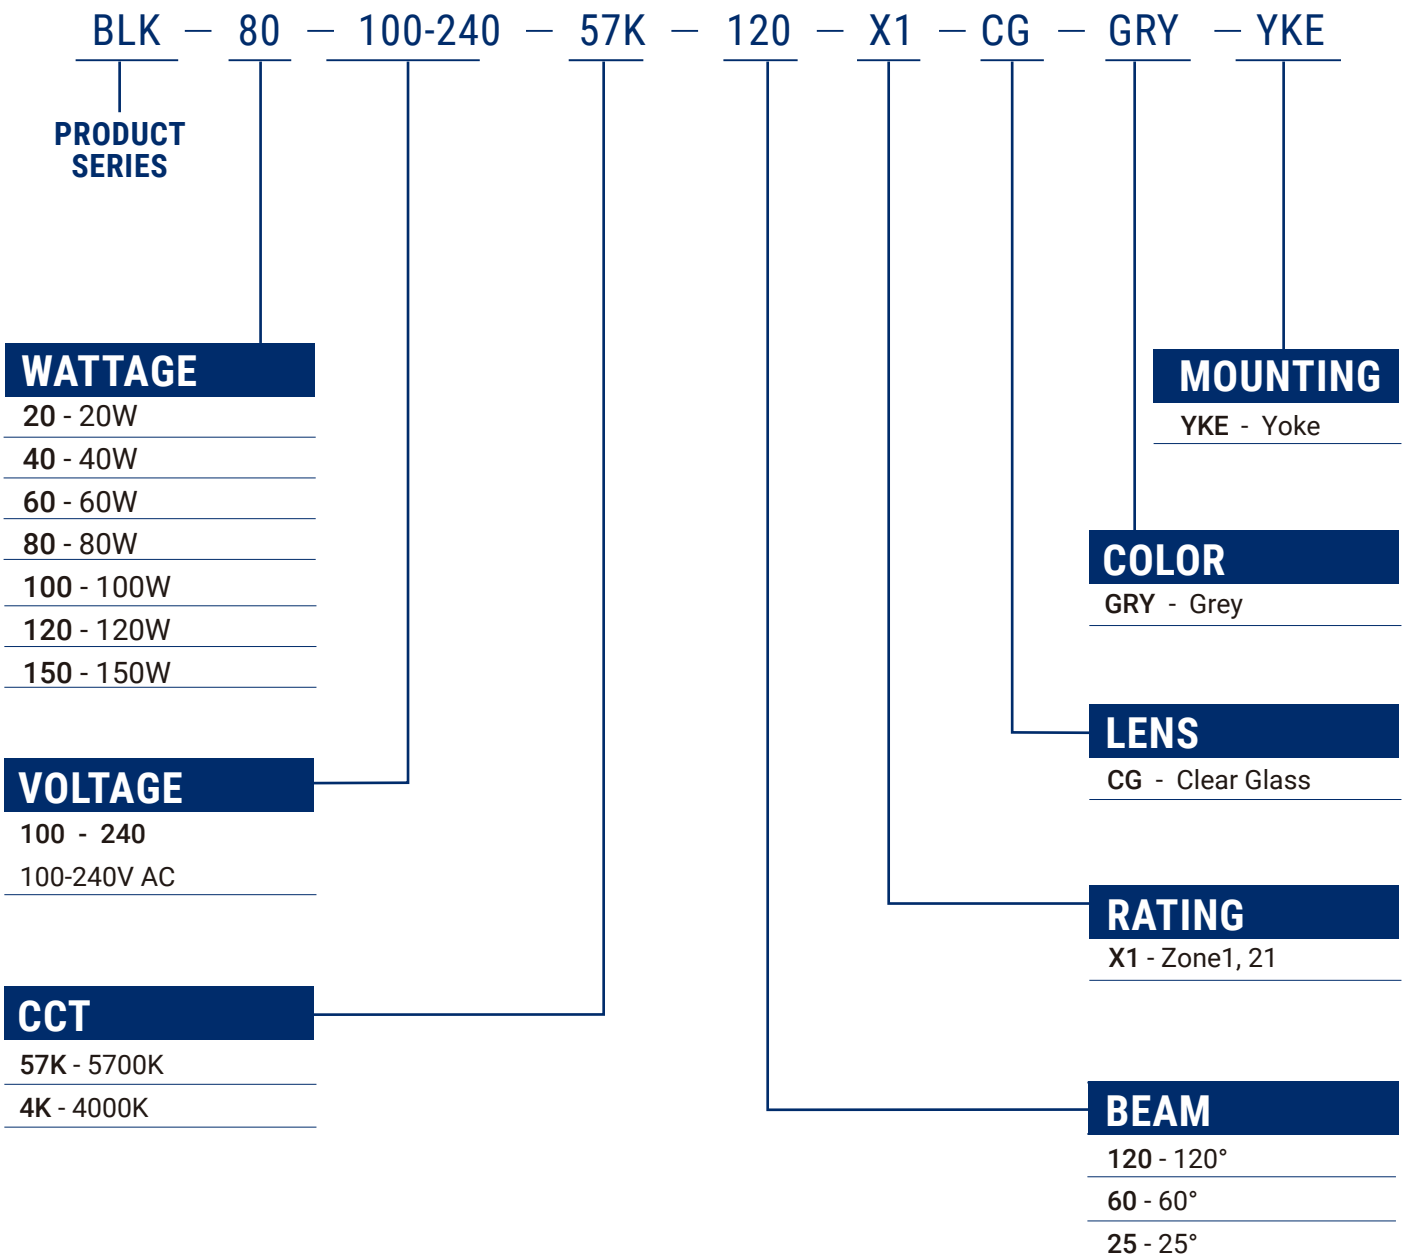 BLK — 80 — 100-240 — 57K — 120 — X1 — CG — GRY — YKE
PRODUCT
SERIES
WATTAGE
20 - 20W
40 - 40W
60 - 60W
80 - 80W
100 - 100W
120 - 120W
150 - 150W
VOLTAGE
100 - 240
100-240V AC
CCT
57K - 5700K
4K - 4000K
MOUNTING
YKE - Yoke
COLOR
GRY - Grey
LENS
CG - Clear Glass
RATING
X1 - Zone1, 21
BEAM
120 - 120°
60 - 60°
25 - 25°